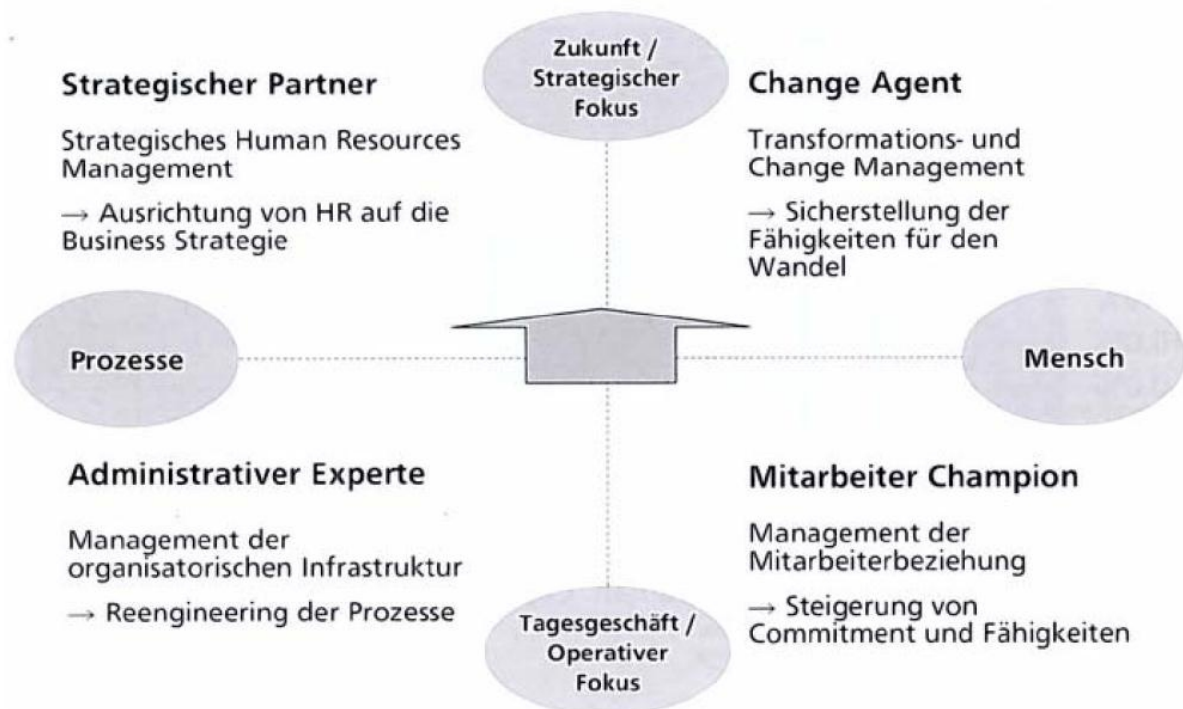 Zukunft /
Strategischer
Fokus
Strategischer Partner
Strategisches Human Resources
Management
→ Ausrichtung von HR auf die
Business Strategie
Change Agent
Transformations- und
Change Management
→ Sicherstellung der
Fähigkeiten für den
Wandel
Prozesse
Mensch
Administrativer Experte
Management der
organisatorischen Infrastruktur
→ Reengineering der Prozesse
Mitarbeiter Champion
Management der
Mitarbeiterbeziehung
→ Steigerung von
Commitment und Fähigkeiten
Tagesgeschäft /
Operativer
Fokus